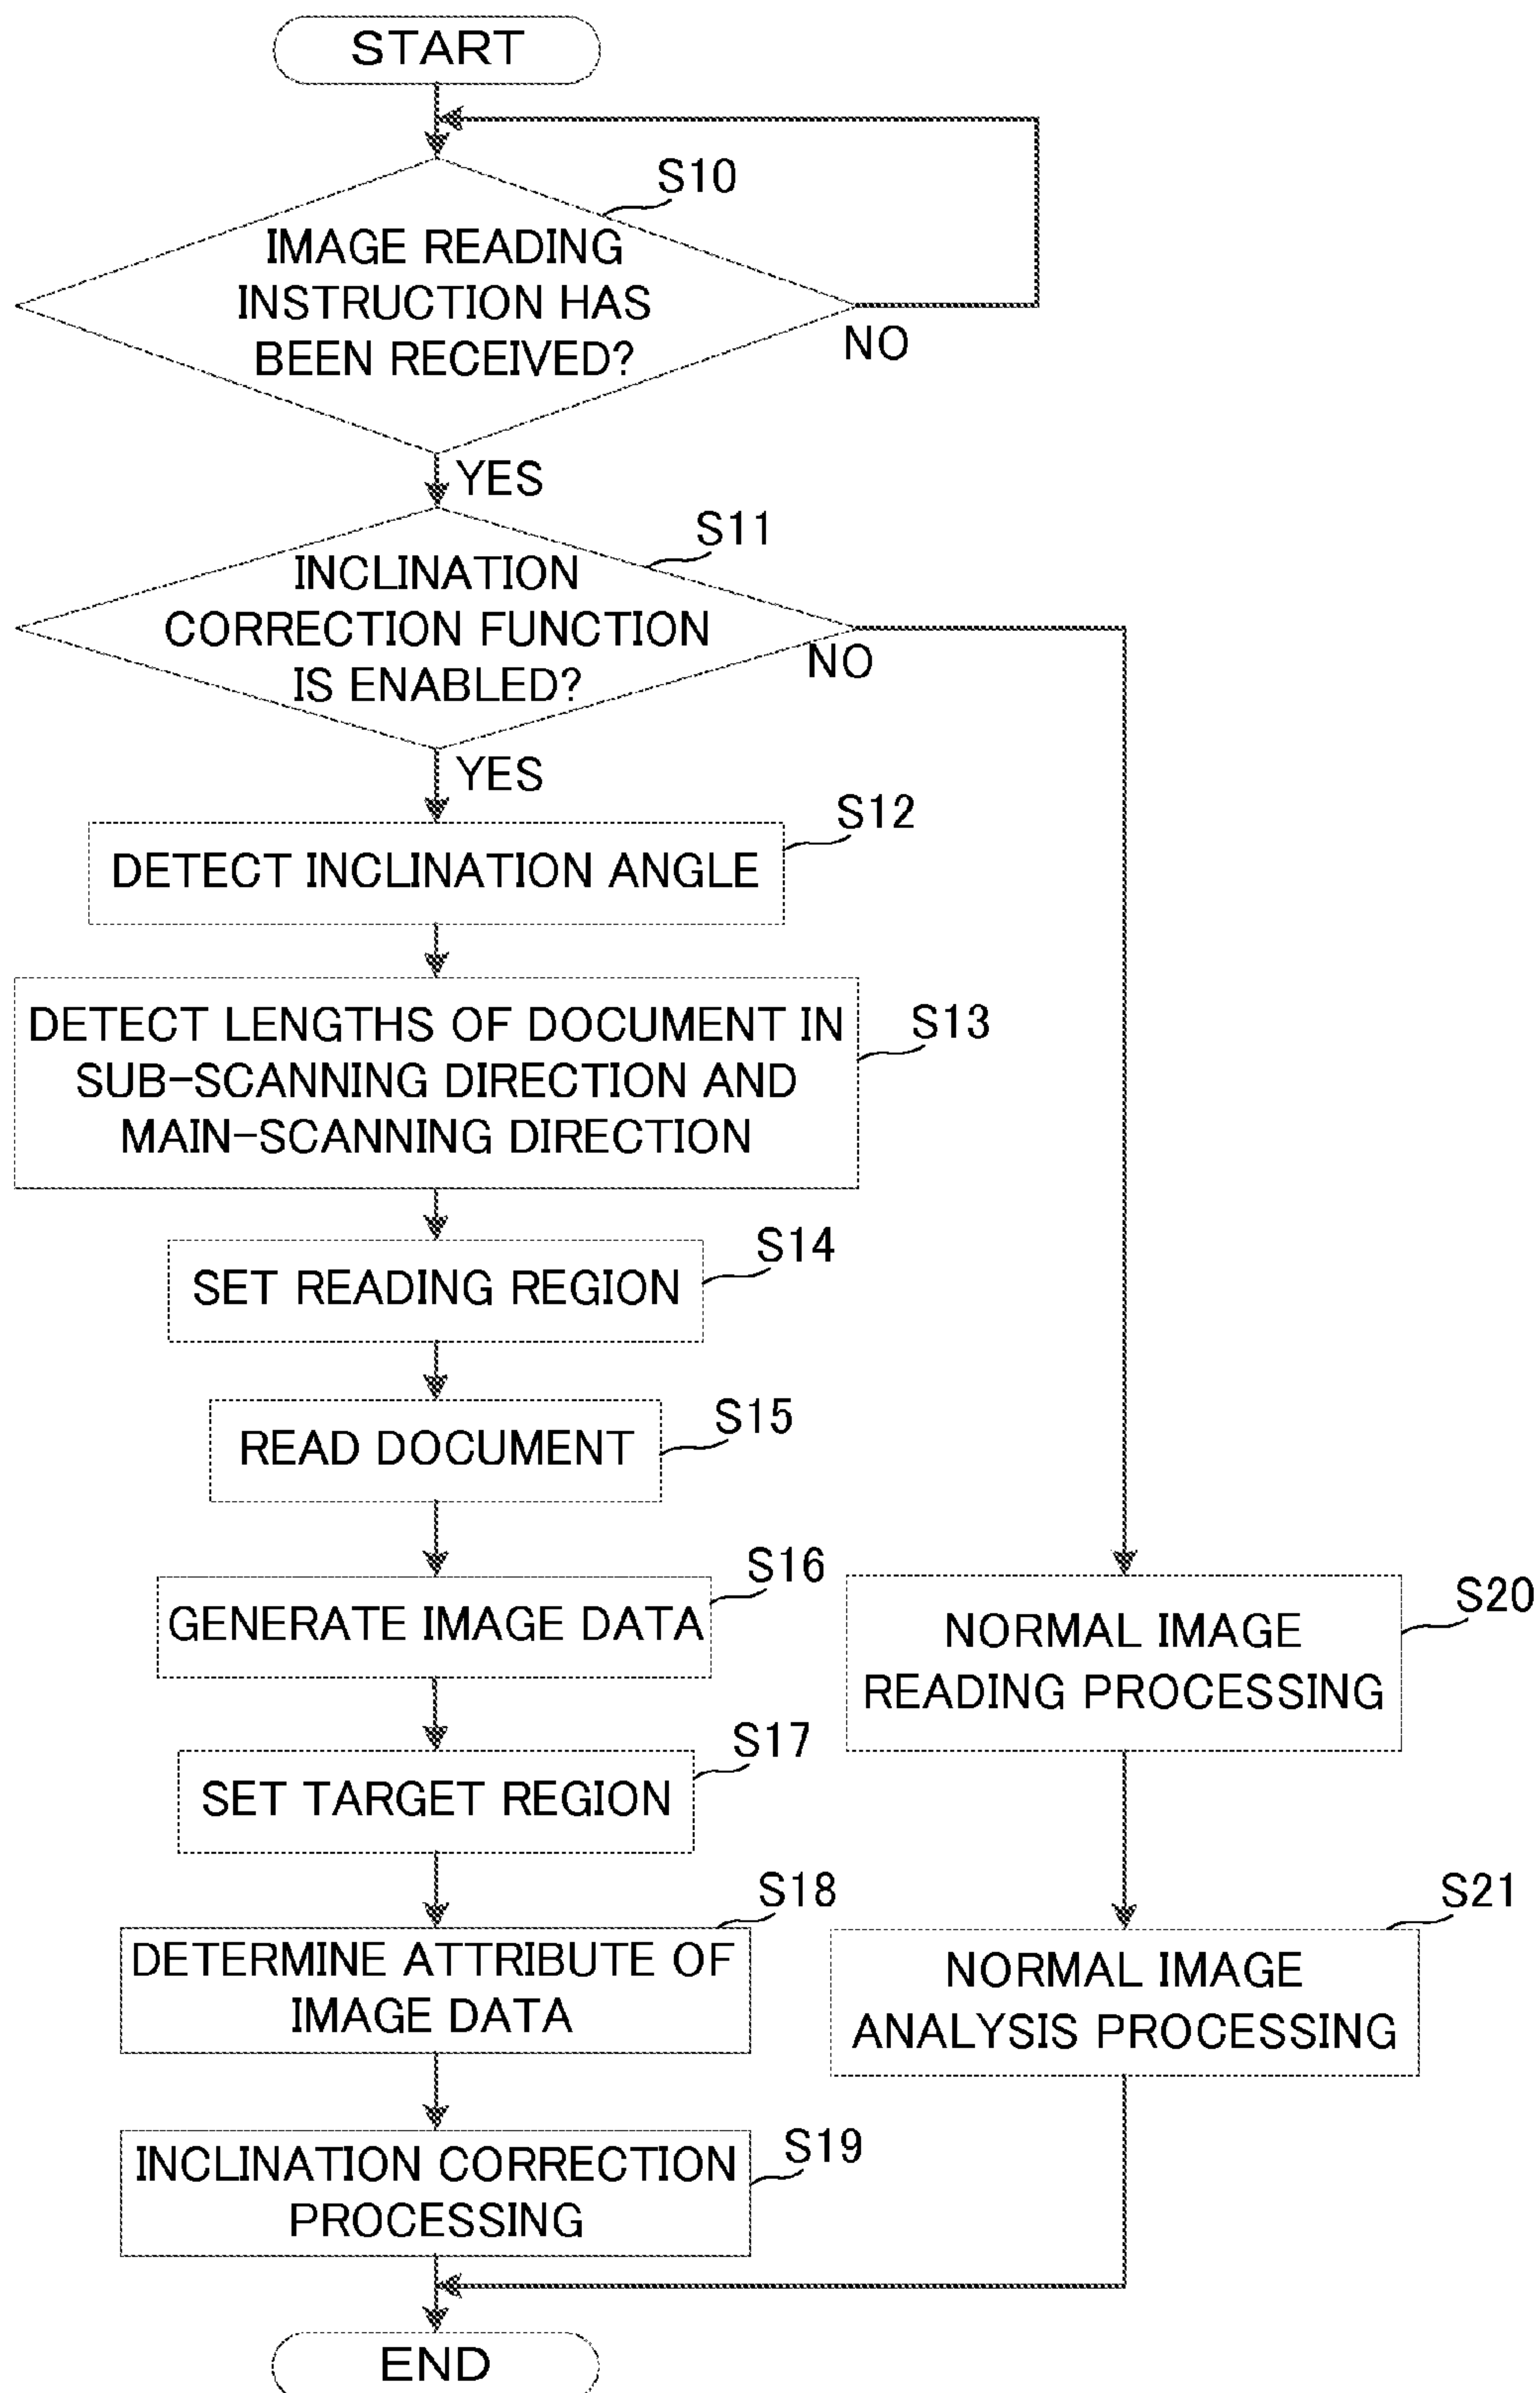 START
S10
IMAGE READING
INSTRUCTION HAS
BEEN RECEIVED?
NO
YES
S11
INCLINATION
CORRECTION FUNCTION
IS ENABLED?
NO
YES
S12
DETECT INCLINATION ANGLE
S13
DETECT LENGTHS OF DOCUMENT IN
SUB-SCANNING DIRECTION AND
MAIN-SCANNING DIRECTION
S14
SET READING REGION
S15
READ DOCUMENT
S16
GENERATE IMAGE DATA
S17
SET TARGET REGION
S18
DETERMINE ATTRIBUTE OF
IMAGE DATA
S19
INCLINATION CORRECTION
PROCESSING
S20
NORMAL IMAGE
READING PROCESSING
S21
NORMAL IMAGE
ANALYSIS PROCESSING
END